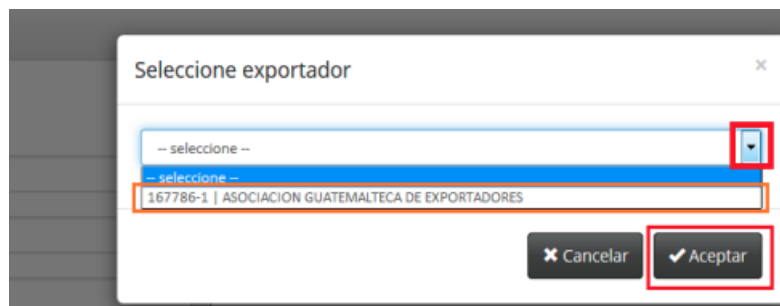 Seleccione exportador
×
-- seleccione --
-- seleccione --
167786-1 | ASOCIACION GUATEMALTECA DE EXPORTADORES
✖ Cancelar
✔ Aceptar